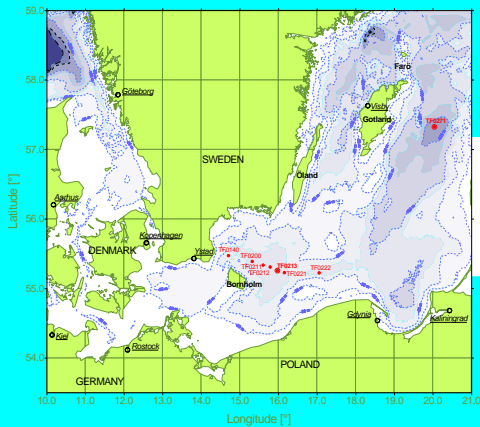 59.0
58.0
57.0
56.0
55.0
54.0
Latitude [°]
Farö
Göteborg
Visby
Gotland
TF0271
SWEDEN
Öland
Aarhus
Kopenhagen
DENMARK
Ystad
TF0140
TF0200
TF0211
TF0213
TF0212
TF0221
TF0222
Bornholm
Gdynia
Kaliningrad
Kiel
Rostock
POLAND
GERMANY
10.0 11.0 12.0 13.0 14.0 15.0 16.0 17.0 18.0 19.0 20.0 21.0
Longitude [°]